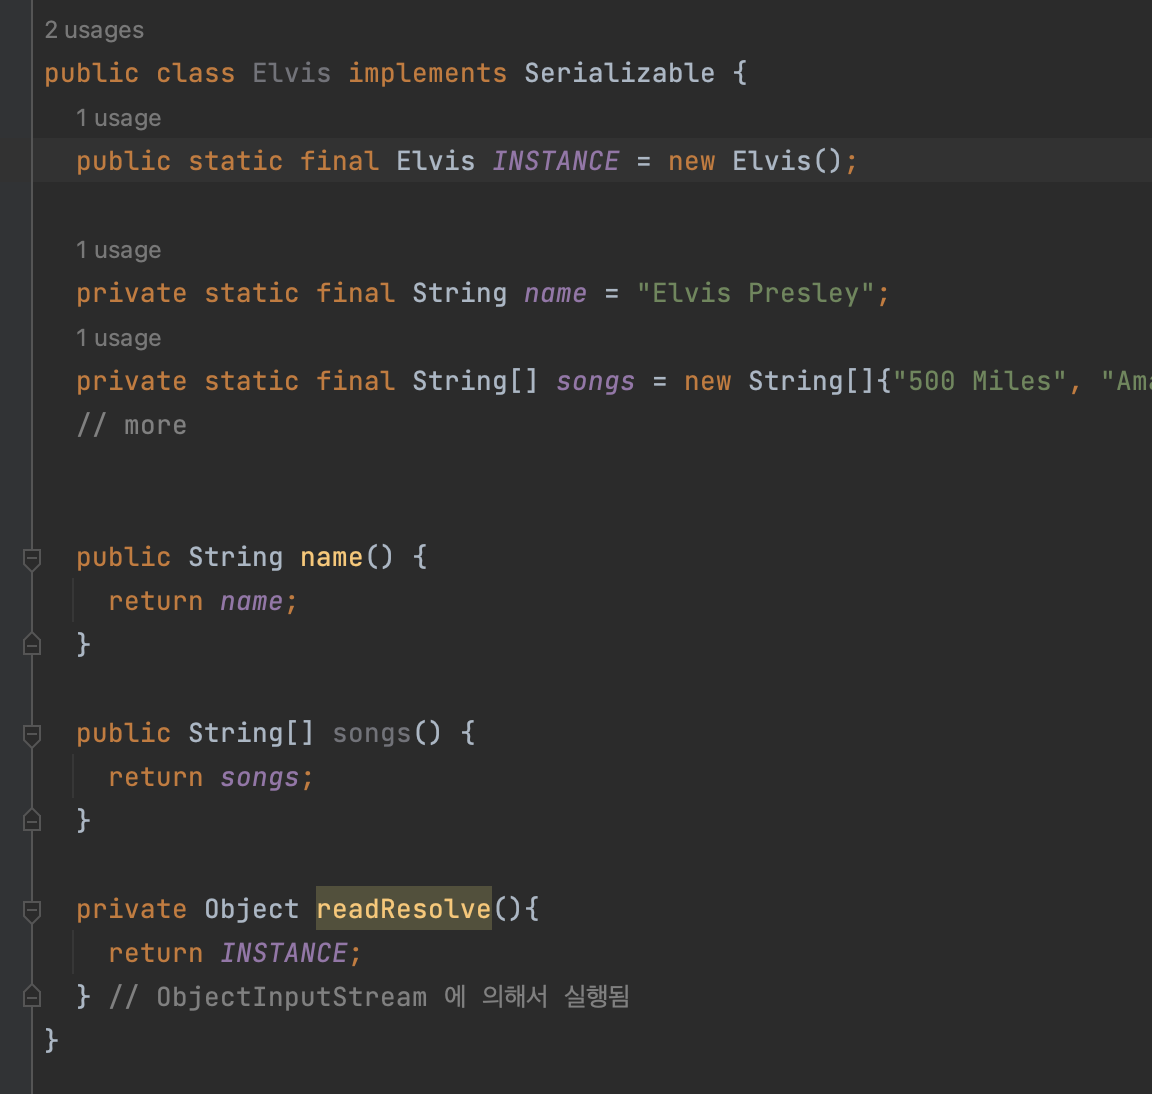 2 usages
public class Elvis implements Serializable {
1 usage
public static final Elvis INSTANCE = new Elvis();
1 usage
private static final String name = "Elvis Presley";
1 usage
private static final String[] songs = new String[]{"500 Miles", "Ama
// more
public String name() {
return name;
}
public String[] songs() {
return songs;
}
private Object readResolve(){
return INSTANCE;
} // ObjectInputStream 에 의해서 실행됨
}